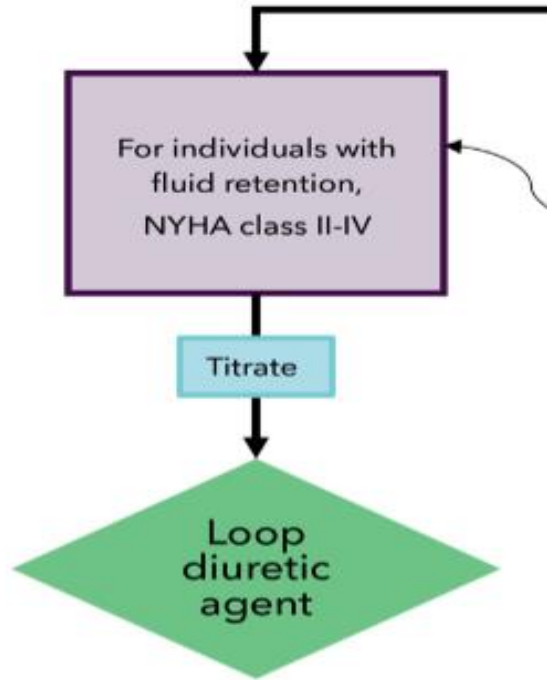 For individuals with
fluid retention,
NYHA class II-IV
Titrate
Loop
diuretic
agent